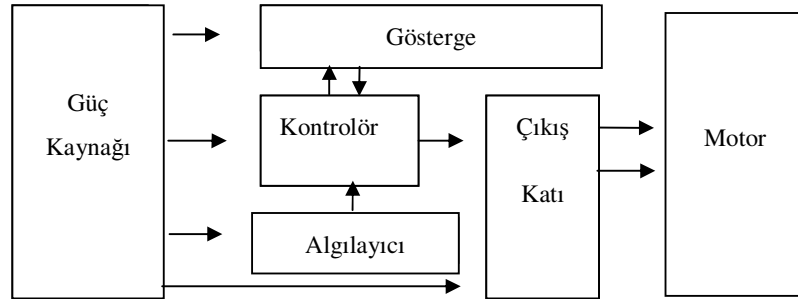 Gösterge
Güç
Kaynağı
Kontrolör
Çıkış
Katı
Motor
Algılayıcı